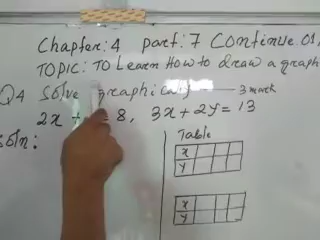 Chapter: 4 part: 7 Continue. 01,
TOPIC: TO Learn How to draw a graph
Q4 Solve graphically — 3 mark
2x + 8, 3x + 2y = 13
Soln:
Table
x
y
x
y